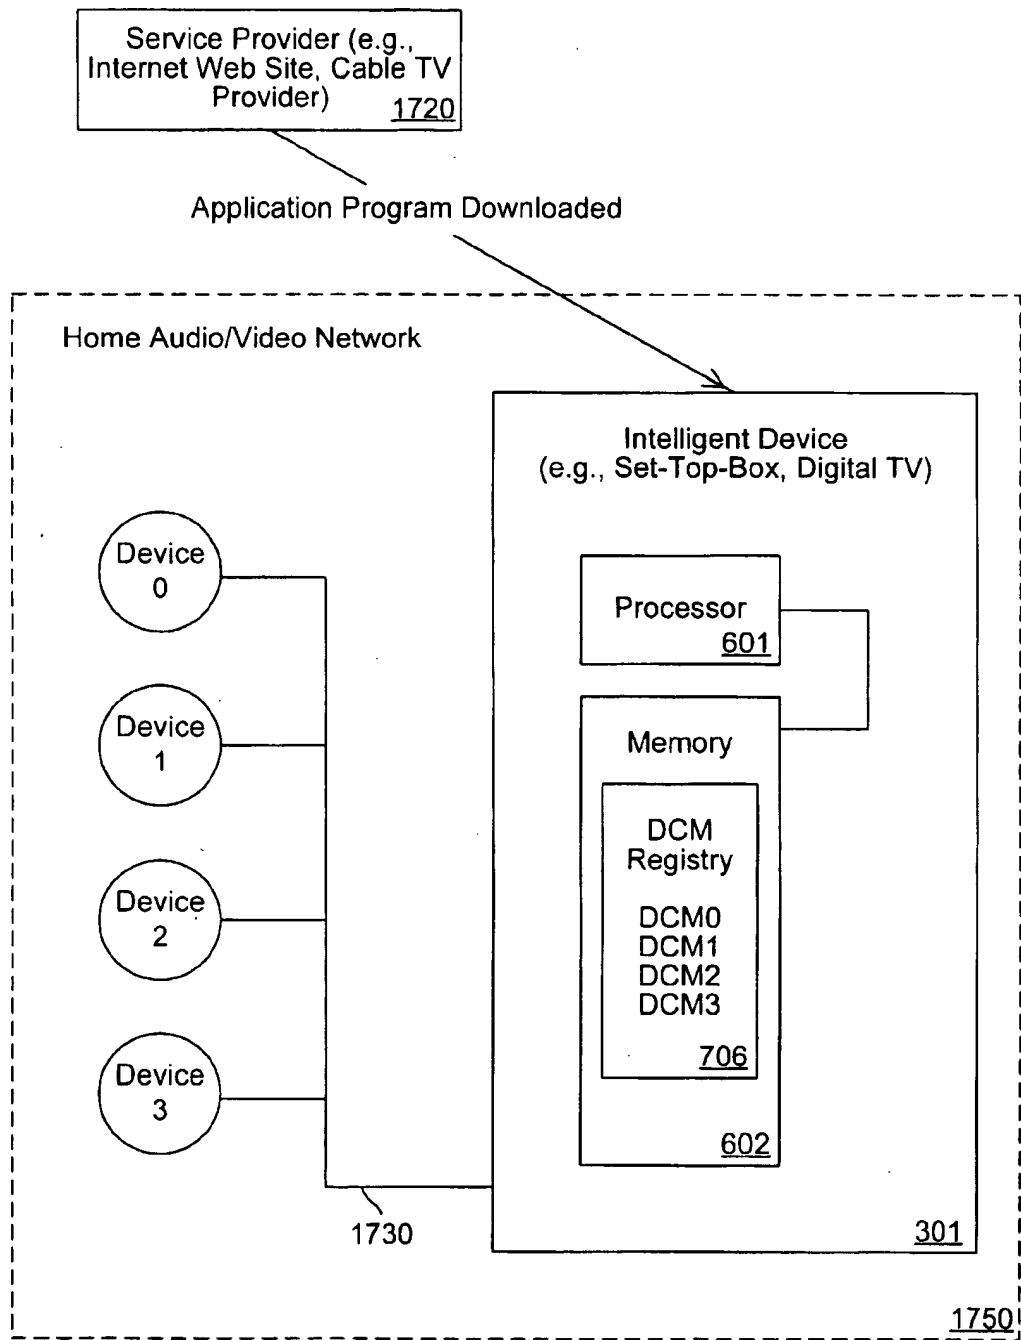 Service Provider (e.g.,
Internet Web Site, Cable TV
Provider)
1720
Application Program Downloaded
Home Audio/Video Network
Intelligent Device
(e.g., Set-Top-Box, Digital TV)
Device
0
Processor
601
Device
1
Memory
DCM
Registry
Device
2
DCM0
DCM1
DCM2
DCM3
706
Device
3
602
1730
301
1750